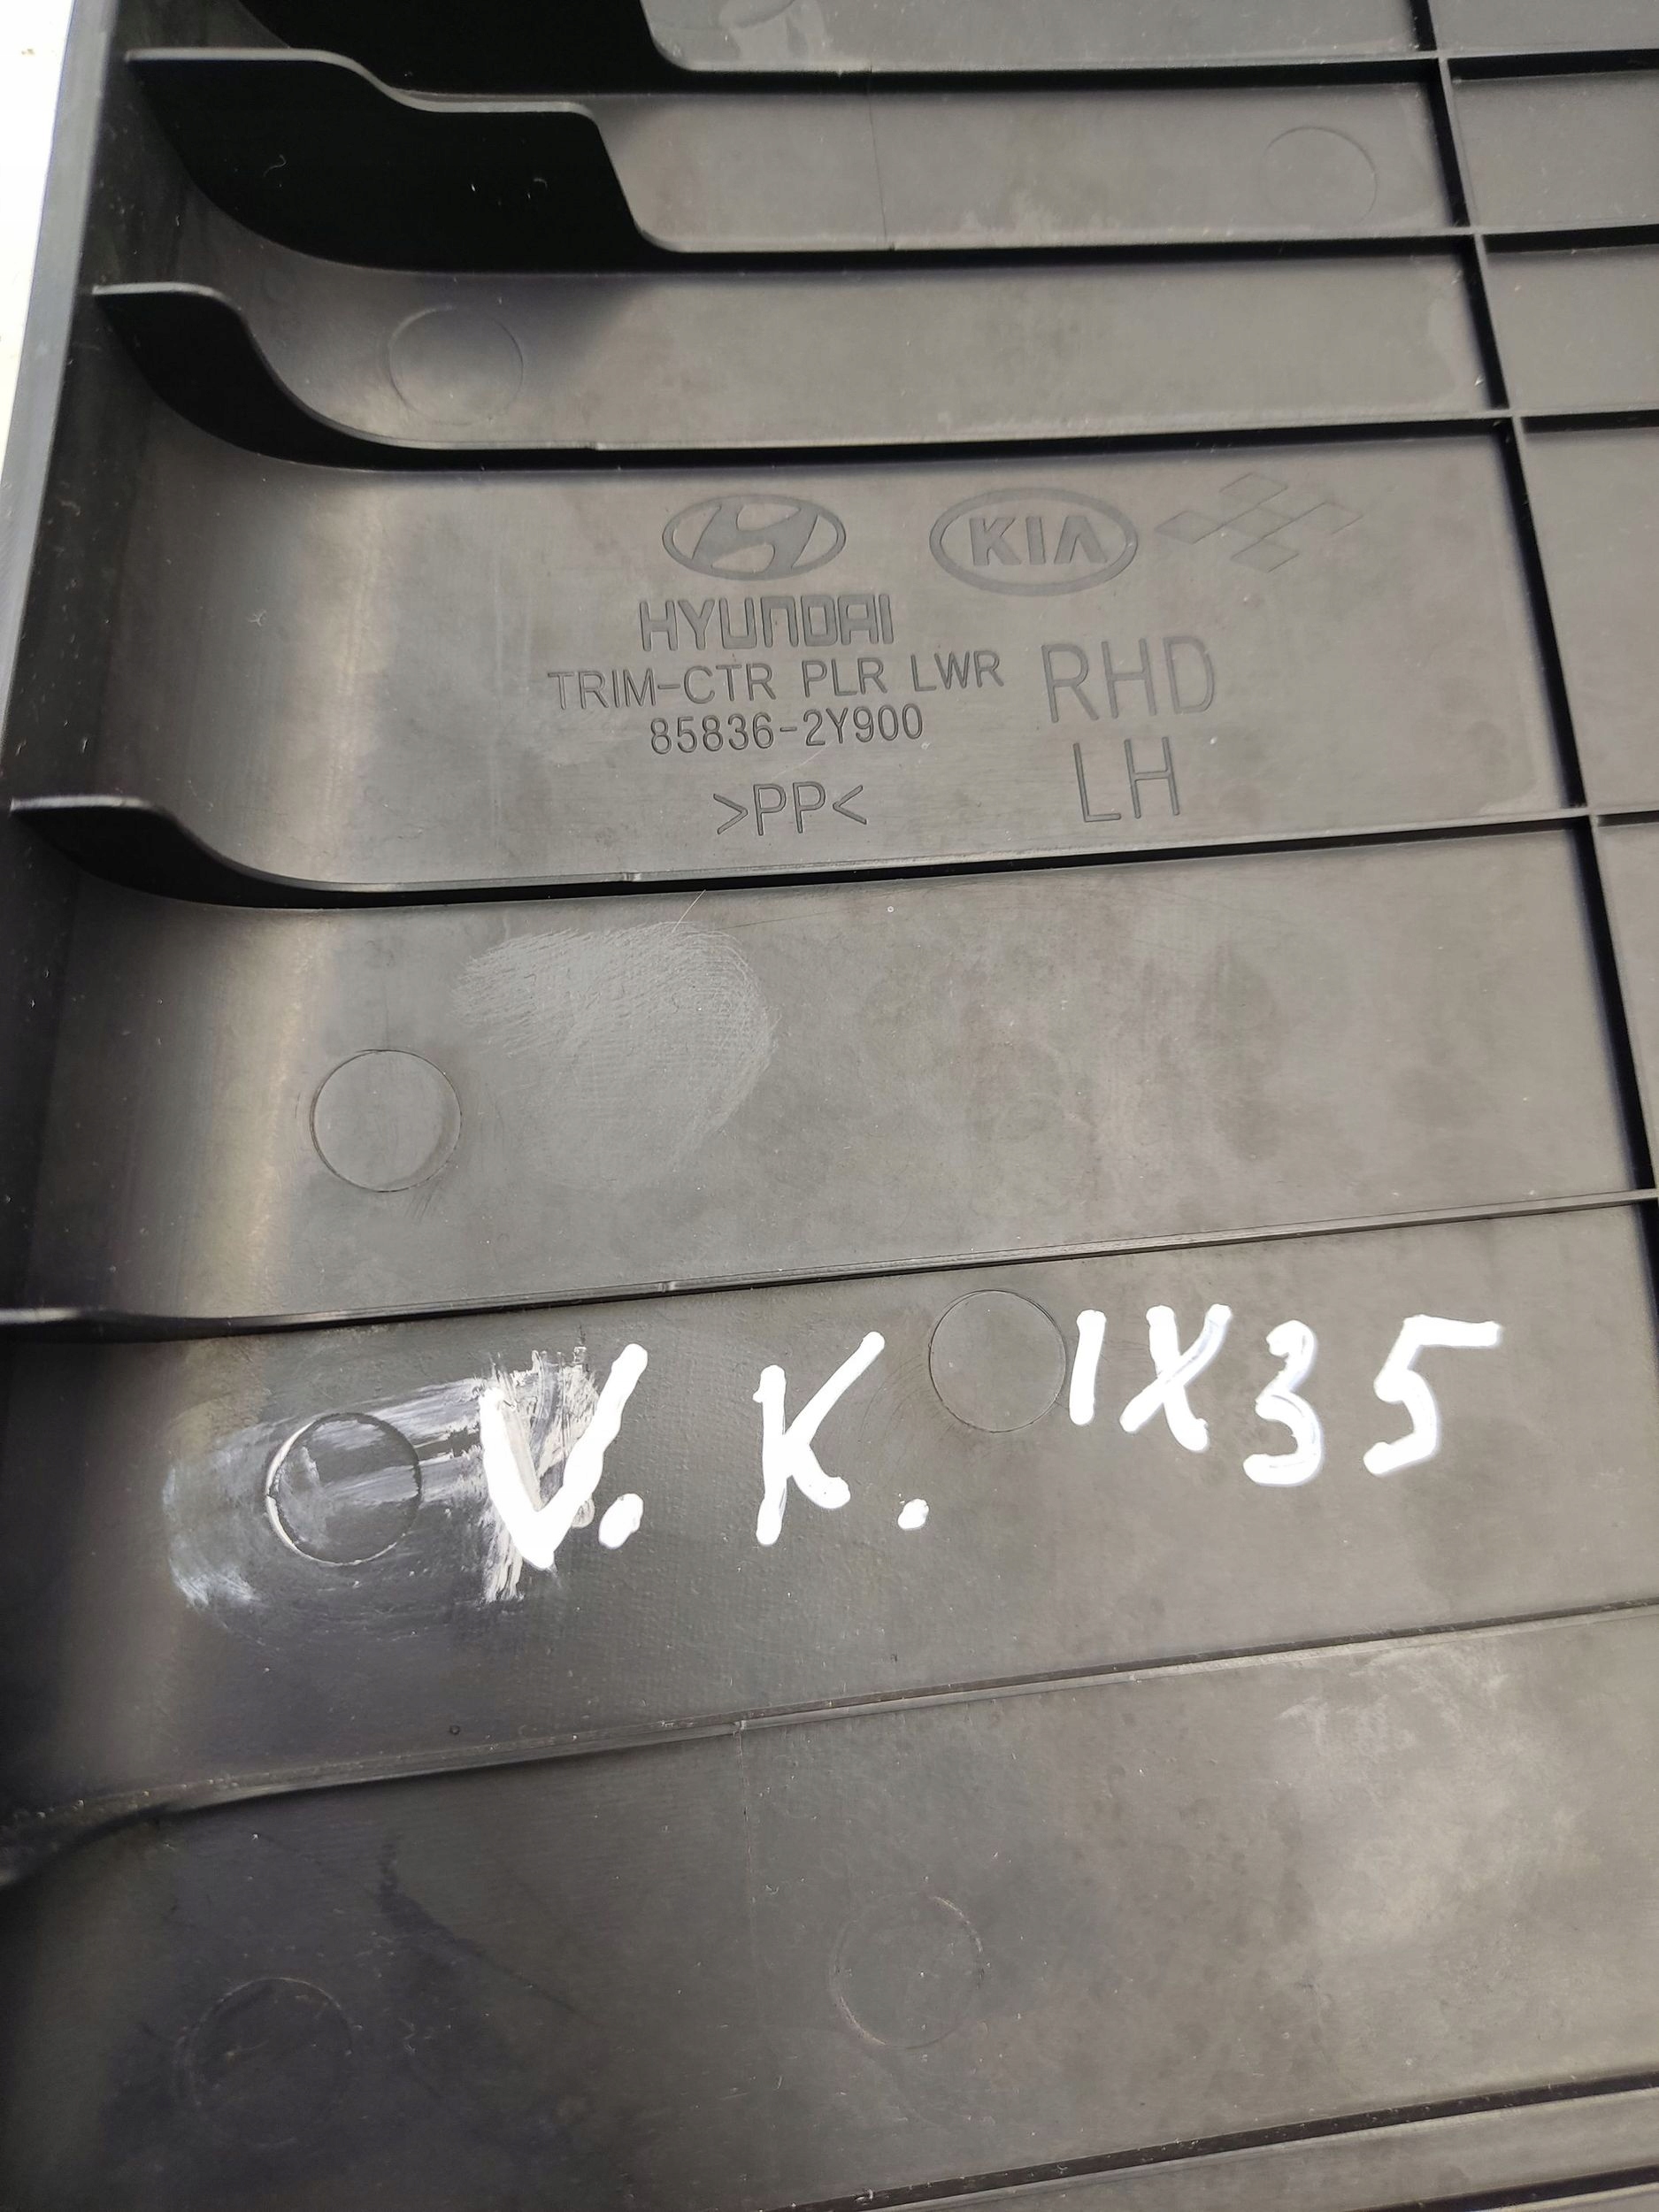 KIA
HYUNDAI
TRIM-CTR PLR LWR
85836-2Y900
>PP<
RHD
LH
V. K. IX35